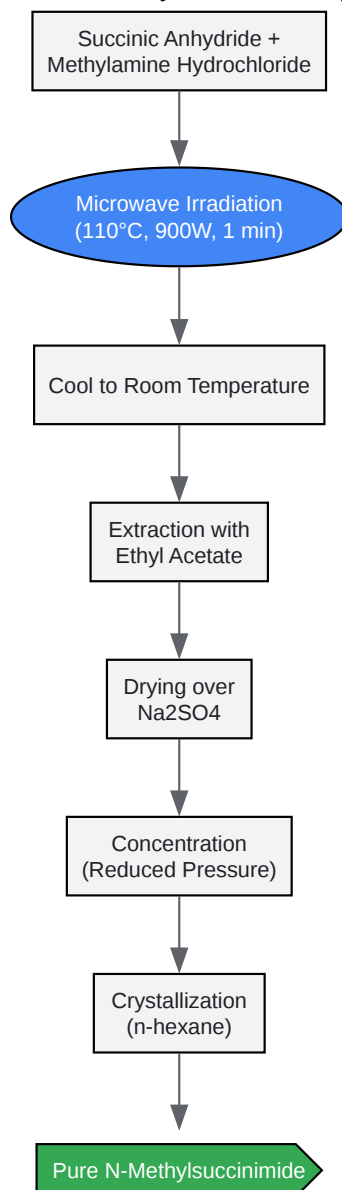 Succinic Anhydride +
Methylamine Hydrochloride
Microwave Irradiation
(110°C, 900W, 1 min)
Cool to Room Temperature
Extraction with
Ethyl Acetate
Drying over
Na2SO4
Concentration
(Reduced Pressure)
Crystallization
(n-hexane)
Pure N-Methylsuccinimide